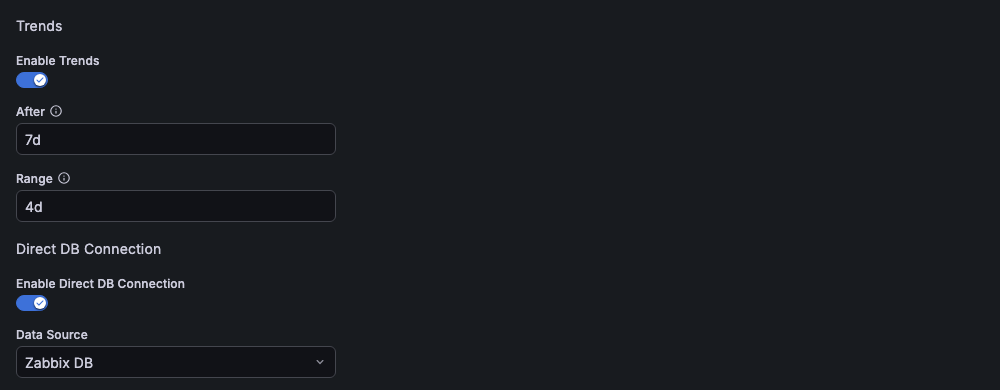 Trends
Enable Trends
After
7d
Range
4d
Direct DB Connection
Enable Direct DB Connection
Data Source
Zabbix DB